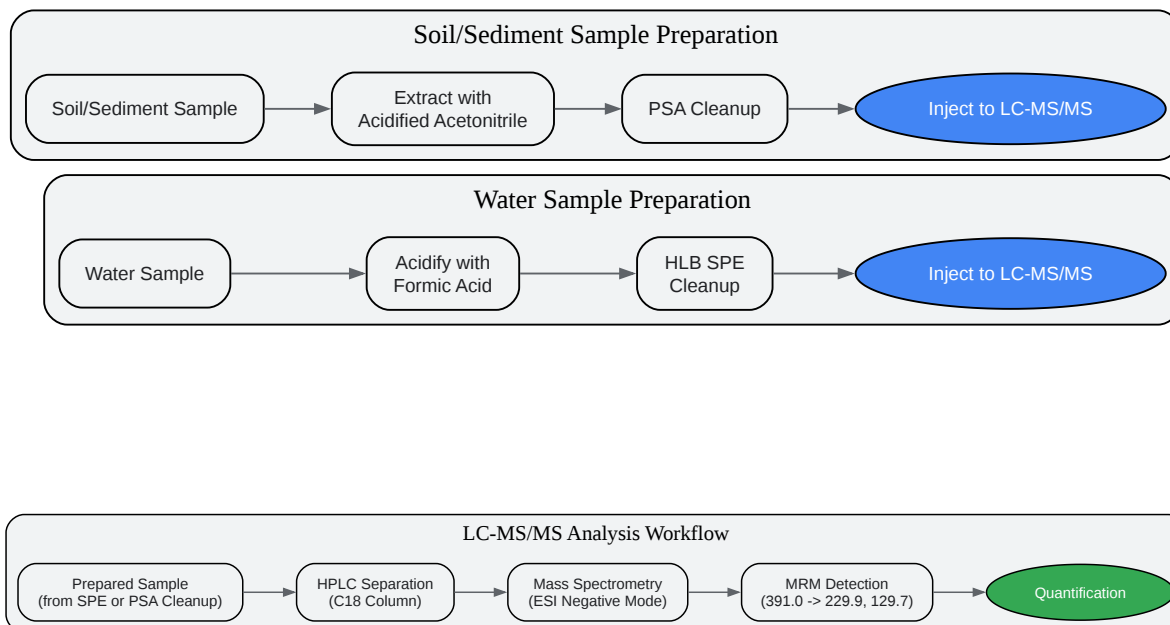 Soil/Sediment Sample Preparation
Soil/Sediment Sample
Extract with
Acidified Acetonitrile
PSA Cleanup
Inject to LC-MS/MS
Water Sample Preparation
Water Sample
Acidify with
Formic Acid
HLB SPE
Cleanup
Inject to LC-MS/MS
LC-MS/MS Analysis Workflow
Prepared Sample
(from SPE or PSA Cleanup)
HPLC Separation
(C18 Column)
Mass Spectrometry
(ESI Negative Mode)
MRM Detection
(391.0 -> 229.9, 129.7)
Quantification